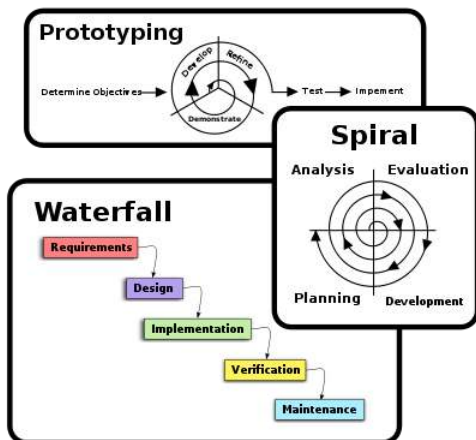 Prototyping
Develop
Refine
Determine Objectives
Demonstrate
Test
Impement
Spiral
Analysis
Evaluation
Planning
Development
Waterfall
Requirements
Design
Implementation
Verification
Maintenance